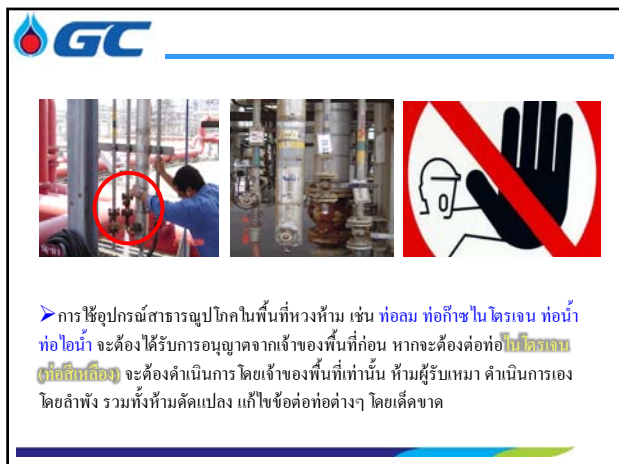 GC
➤การใช้อุปกรณ์สาธารณูปโภคในพื้นที่หวงห้าม เช่น ท่อลม ท่อก๊าซไนโตรเจน ท่อน้ำ
ท่อไอน้ำ จะต้องได้รับการอนุญาตจากเจ้าของพื้นที่ก่อน หากจะต้องต่อท่อไนโตรเจน
(ท่อสีเหลือง) จะต้องดำเนินการโดยเจ้าของพื้นที่เท่านั้น ห้ามผู้รับเหมา ดำเนินการเอง
โดยลำพัง รวมทั้งห้ามดัดแปลง แก้ไขข้อต่อท่อต่างๆ โดยเด็ดขาด